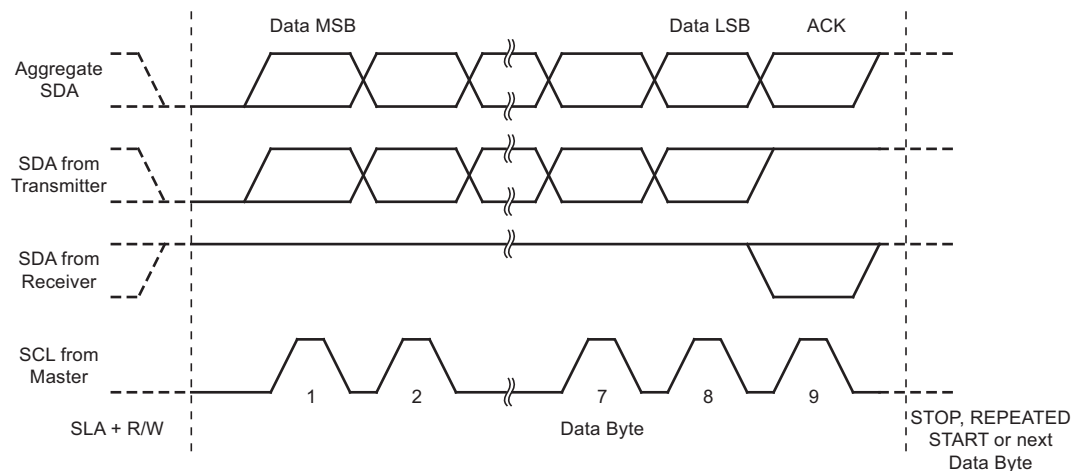 Data MSB
Data LSB
ACK
Aggregate
SDA
SDA from
Transmitter
SDA from
Receiver
SCL from
Master
1
2
7
8
9
SLA + R/W
Data Byte
STOP, REPEATED
START or next
Data Byte